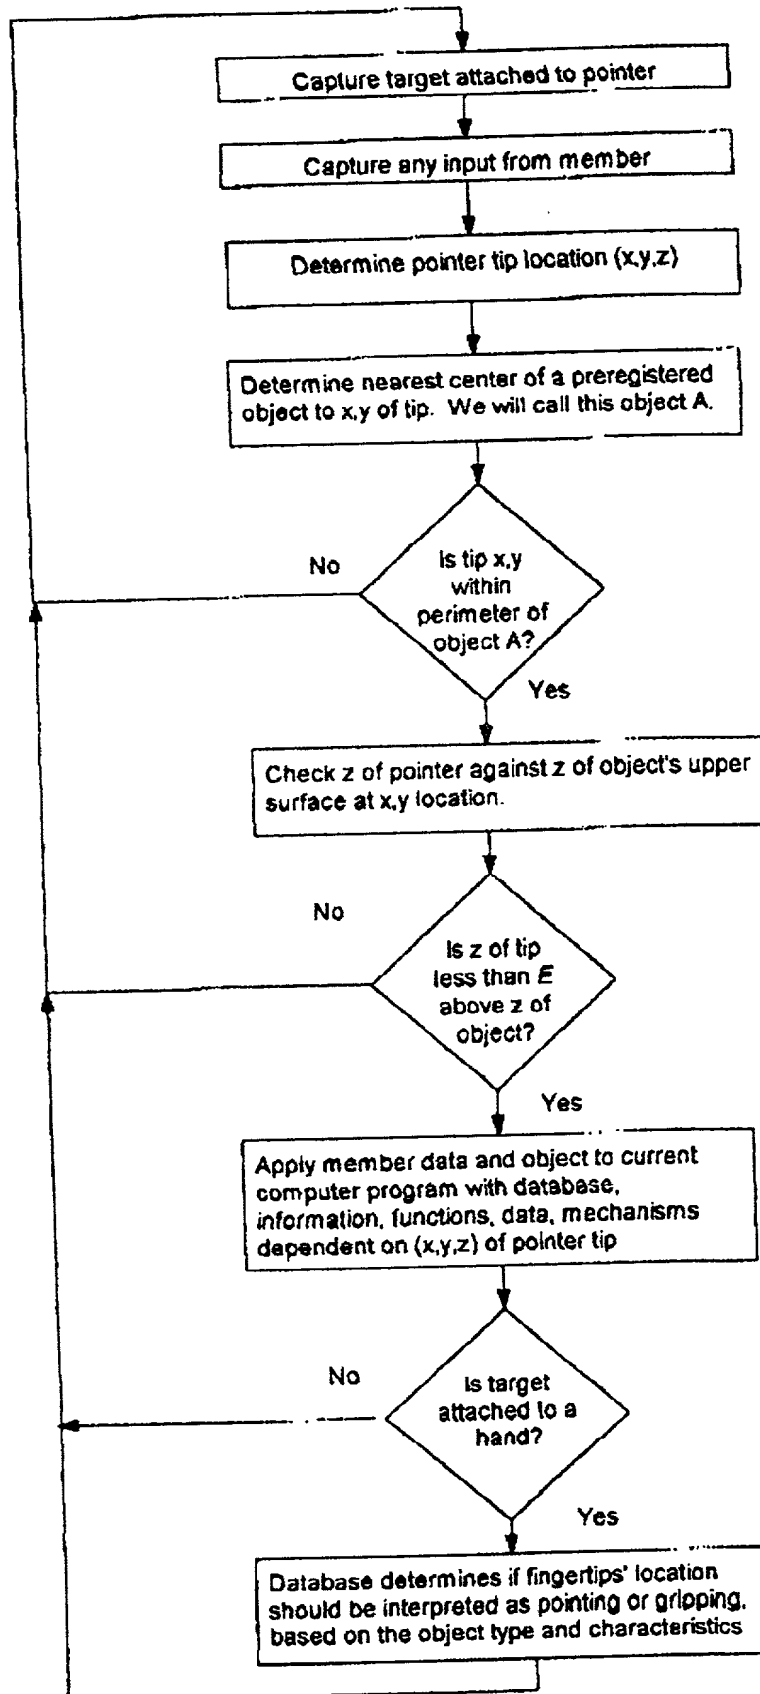 Capture target attached to pointer
Capture any input from member
Determine pointer tip location (x,y,z)
Determine nearest center of a preregistered
object to x,y of tip. We will call this object A.
No
Is tip x,y
within
perimeter of
object A?
Yes
Check z of pointer against z of object's upper
surface at x,y location.
No
Is z of tip
less than E
above z of
object?
Yes
Apply member data and object to current
computer program with database,
information, functions, data, mechanisms
dependent on (x,y,z) of pointer tip
No
Is target
attached to a
hand?
Yes
Database determines if fingertips' location
should be interpreted as pointing or gripping,
based on the object type and characteristics